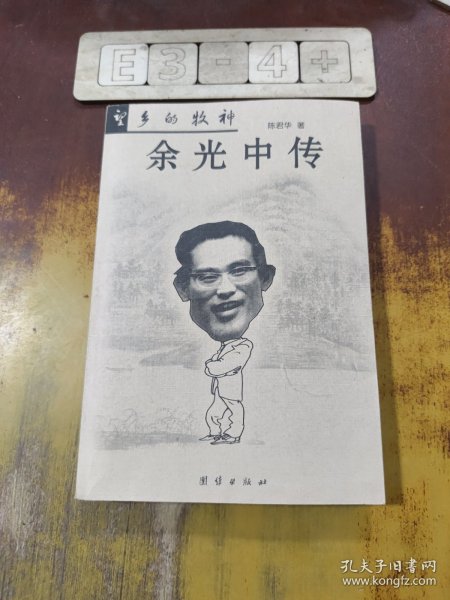 E3-4+
望乡的牧神
陈君华 著
余光中传
团结出版社
孔夫子旧书网
www.kongfz.com